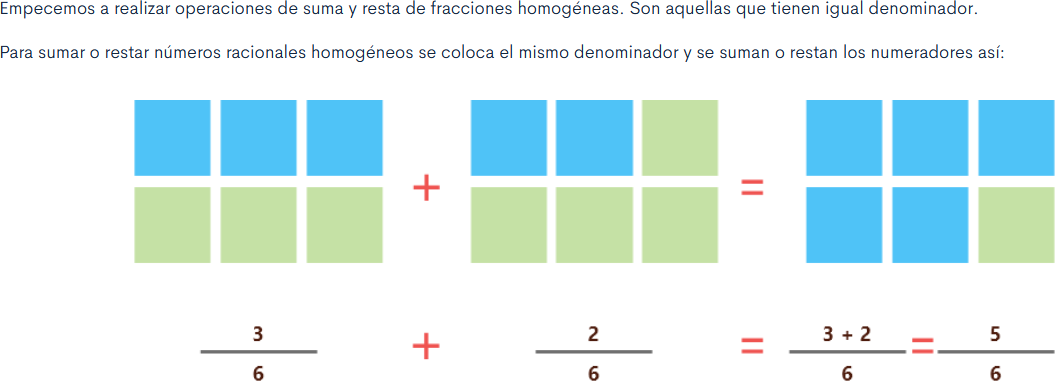 Empecemos a realizar operaciones de suma y resta de fracciones homogéneas. Son aquellas que tienen igual denominador.
Para sumar o restar números racionales homogéneos se coloca el mismo denominador y se suman o restan los numeradores así:
+ =
3 + 2 = 3 + 2 = 5
6 6 6 6